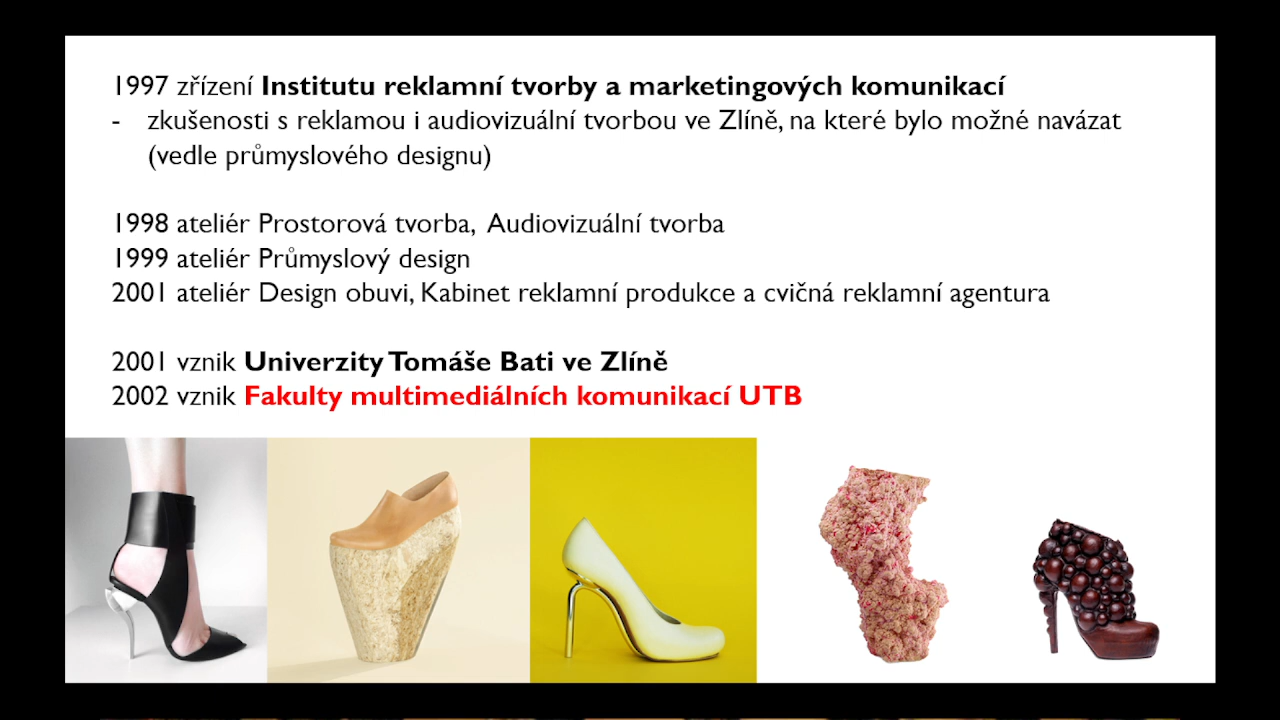 1997 zřízení Institutu reklamní tvorby a marketingových komunikací
- zkušenosti s reklamou i audiovizuální tvorbou ve Zlíně, na které bylo možné navázat
(vedle průmyslového designu)
1998 ateliér Prostorová tvorba, Audiovizuální tvorba
1999 ateliér Průmyslový design
2001 ateliér Design obuvi, Kabinet reklamní produkce a cvičná reklamní agentura
2001 vznik Univerzity Tomáše Bati ve Zlíně
2002 vznik Fakulty multimediálních komunikací UTB